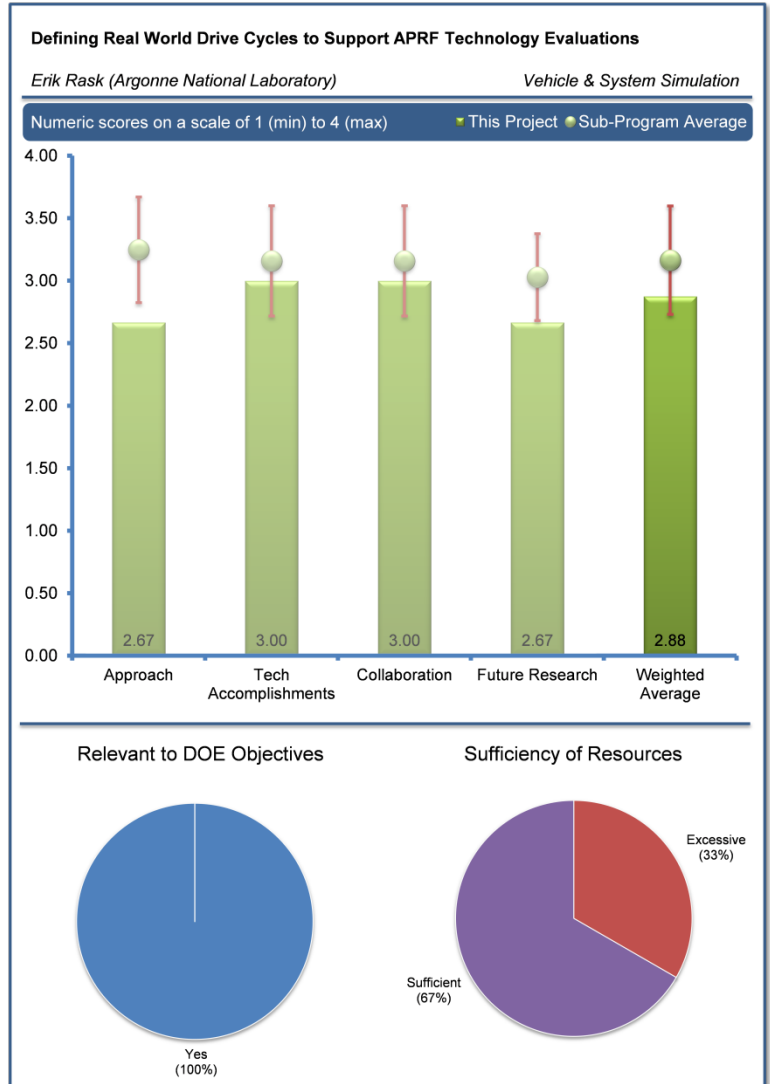 Defining Real World Drive Cycles to Support APRF Technology Evaluations
Erik Rask (Argonne National Laboratory) Vehicle & System Simulation
Numeric scores on a scale of 1 (min) to 4 (max) This Project Sub-Program Average
4.00
3.50
3.00
2.50
2.00
1.50
1.00
0.50
0.00
2.67 3.00 3.00 2.67 2.88
Approach Tech Collaboration Future Research Weighted
Accomplishments Average
Relevant to DOE Objectives Sufficiency of Resources
Excessive
(33%)
Sufficient
(67%)
Yes
(100%)